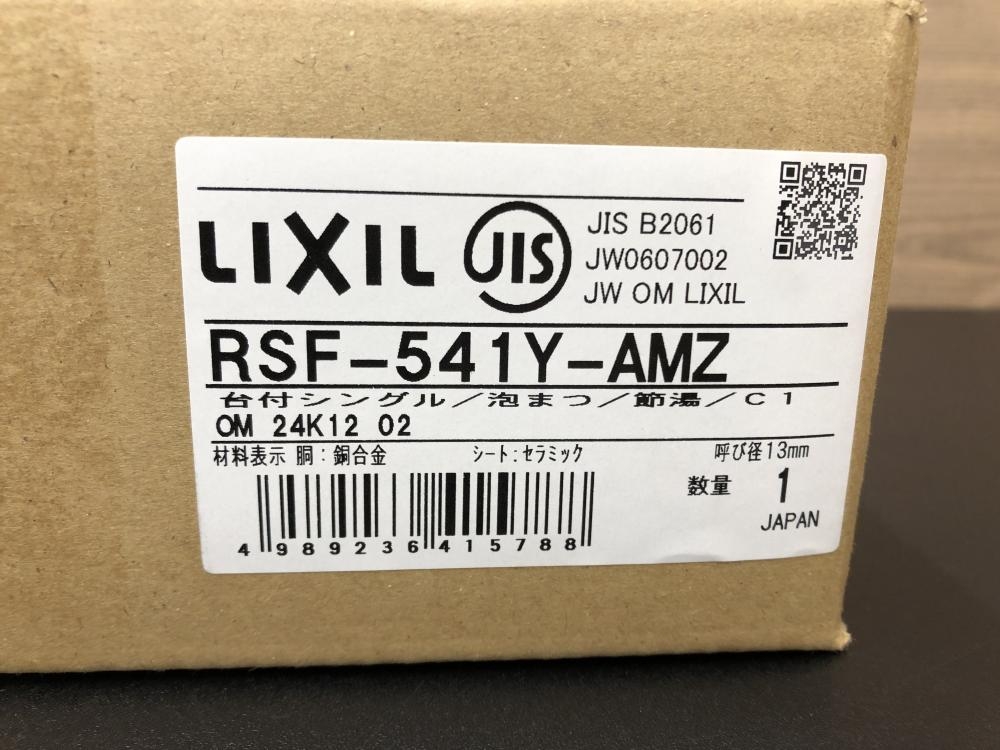 LIXIL
JIS
JIS B2061
JW0607002
JW OM LIXIL
RSF-541Y-AMZ
台付シングル/泡まつ/節湯/C1
OM 24K12 02
材料表示 胴:銅合金 シート:セラミック 呼び径13mm
数量 1
JAPAN
4 989236 415788